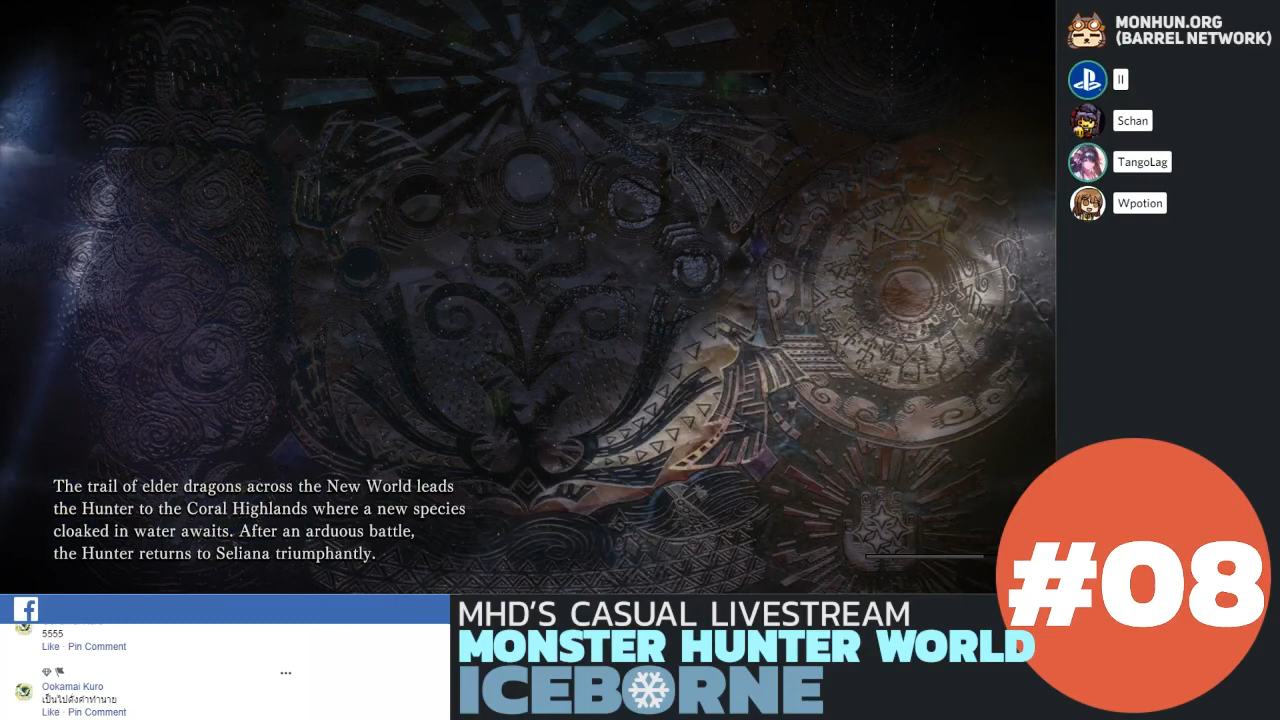 MONHUN.ORG
(BARREL NETWORK)
II
Schan
TangoLag
Wpotion
The trail of elder dragons across the New World leads
the Hunter to the Coral Highlands where a new species
cloaked in water awaits. After an arduous battle,
the Hunter returns to Seliana triumphantly.
#08
5555
Like · Pin Comment
Ookamai Kuro
เป็นไปดั่งคำทำนาย
Like · Pin Comment
MHD'S CASUAL LIVESTREAM
MONSTER HUNTER WORLD
ICEBORNE